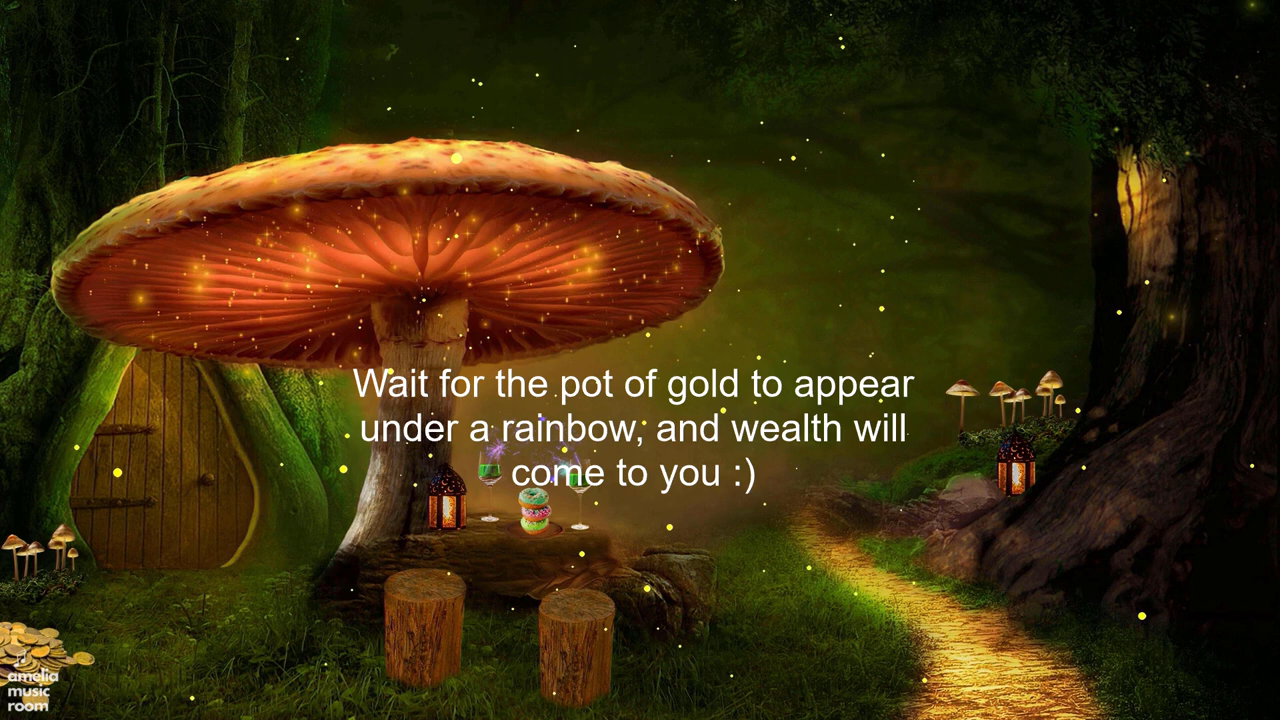 Wait for the pot of gold to appear
under a rainbow, and wealth will
come to you :)
amelia
music
room